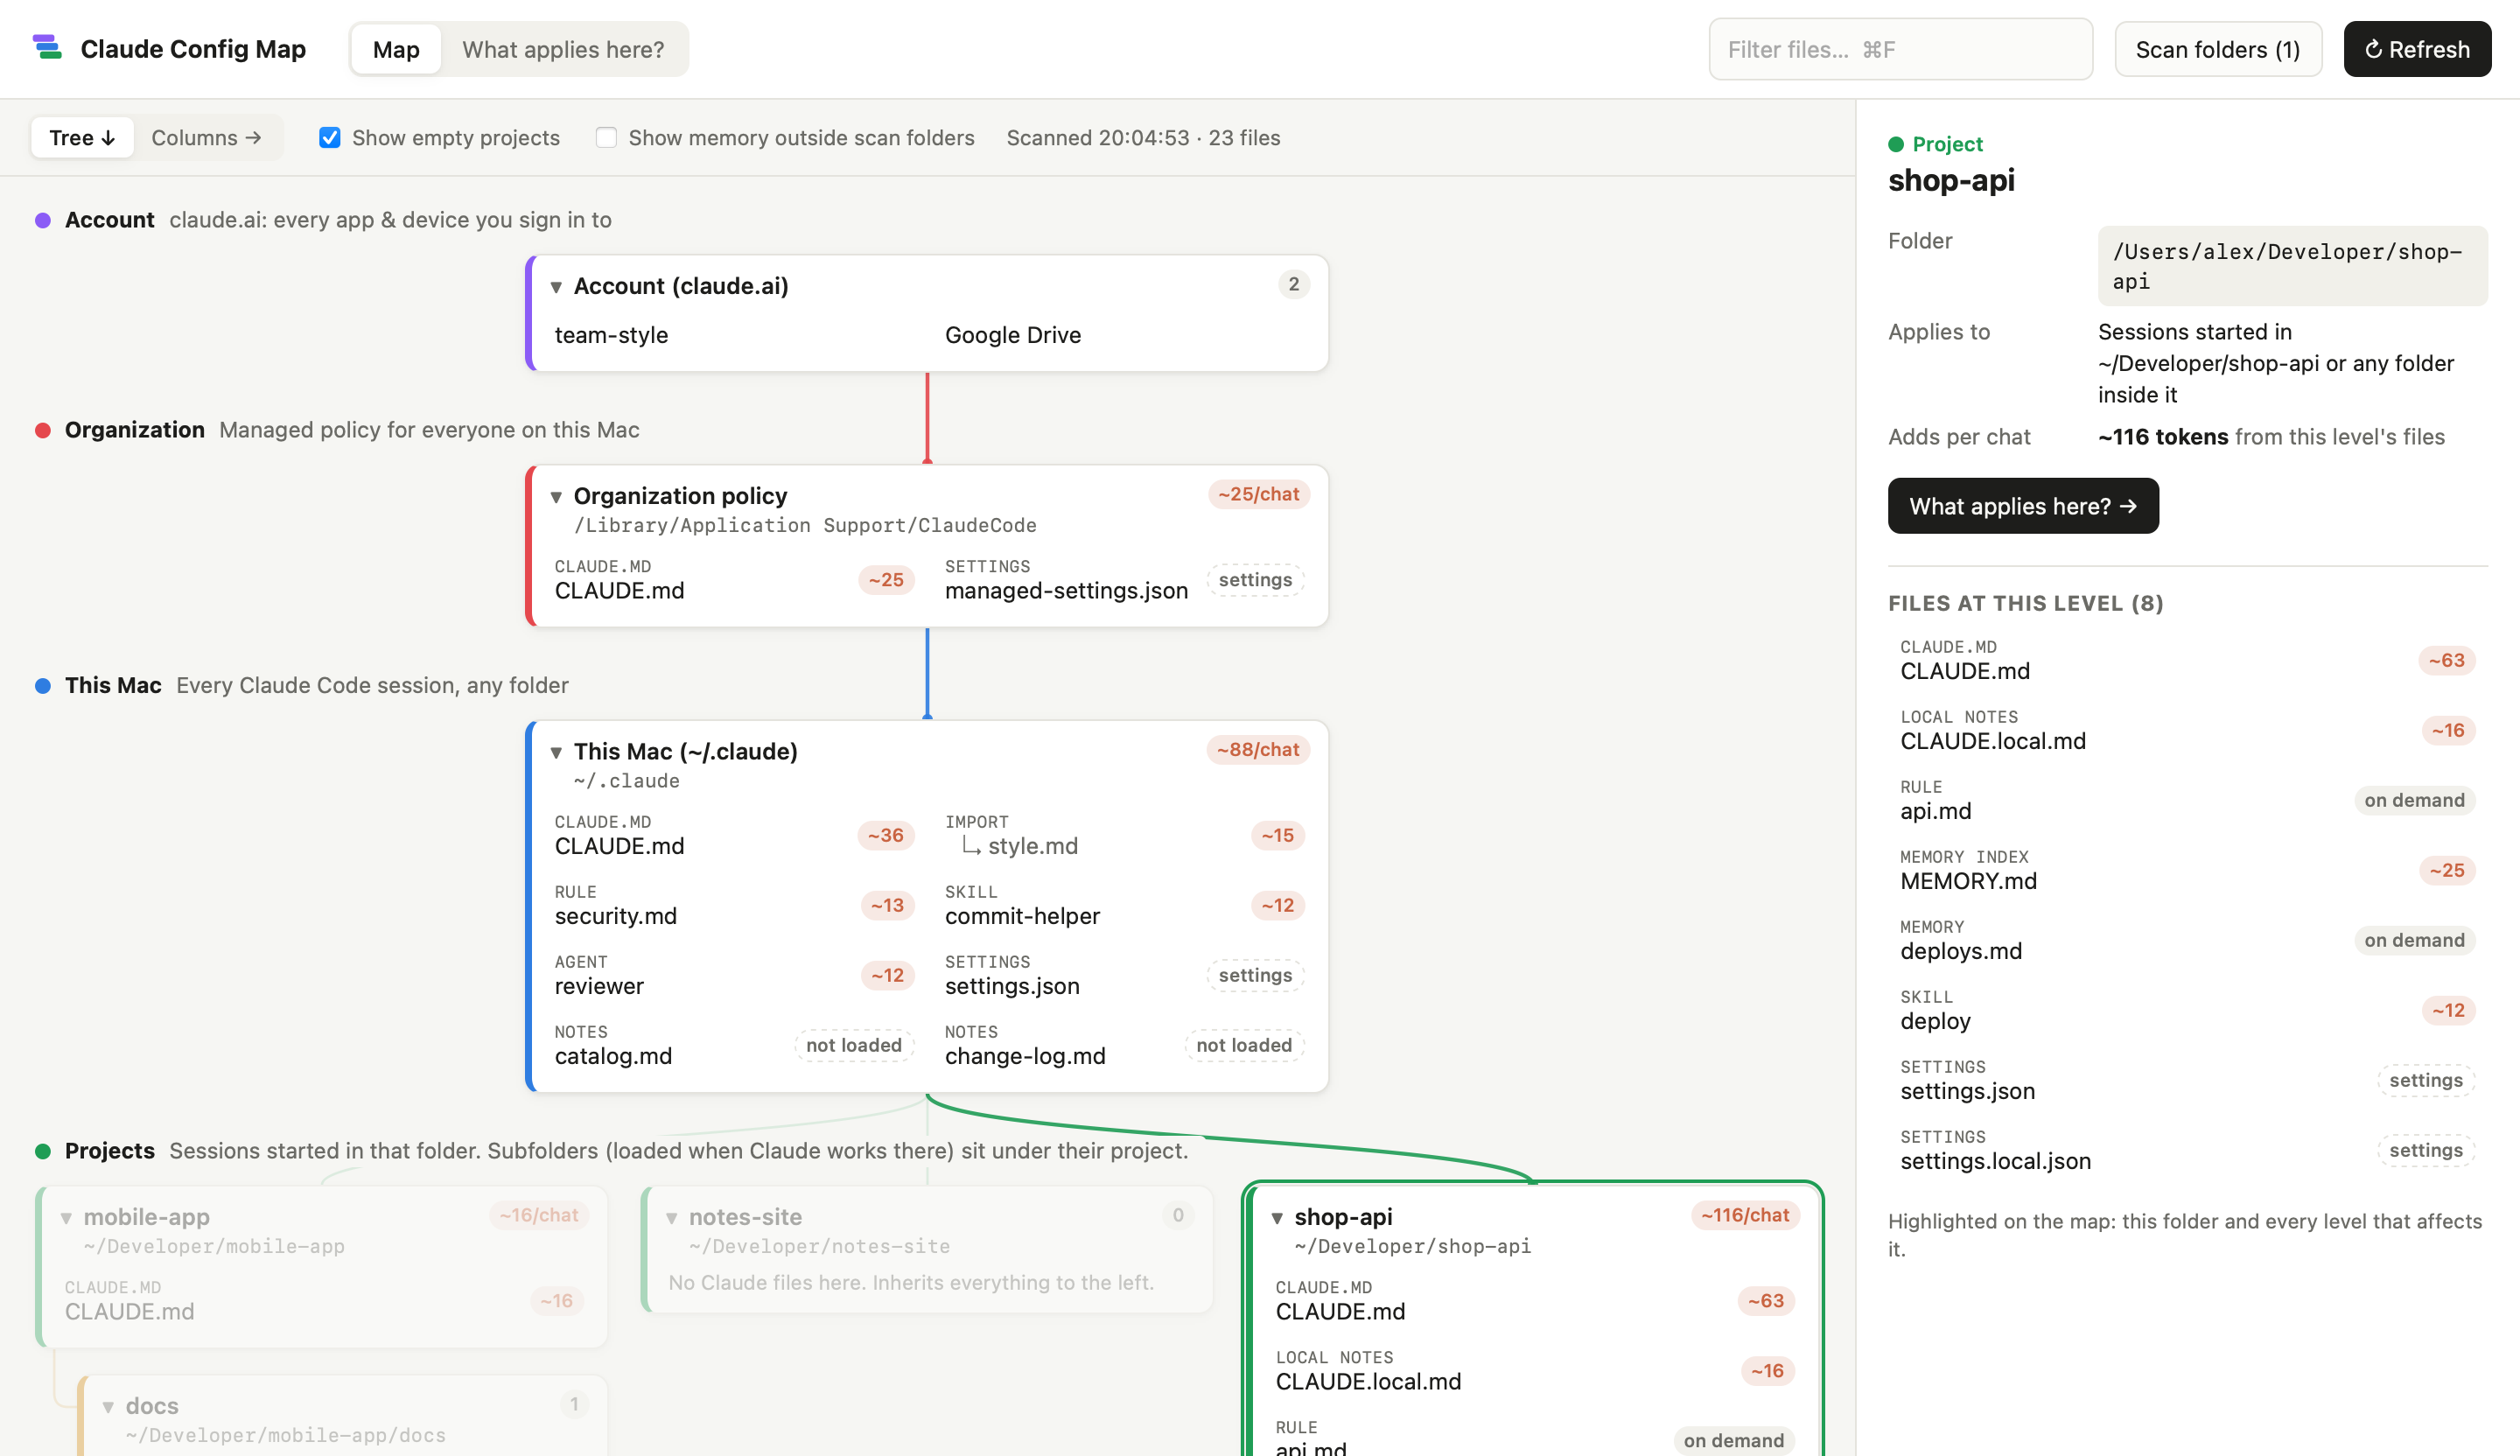 Claude Config Map
Map
What applies here?
Filter files... ⌘F
Scan folders (1)
↻ Refresh
Tree ↓
Columns →
Show empty projects
Show memory outside scan folders
Scanned 20:04:53 · 23 files
Account claude.ai: every app & device you sign in to
▼ Account (claude.ai) 2
team-style
Google Drive
Organization Managed policy for everyone on this Mac
▼ Organization policy ~25/chat
/Library/Application Support/ClaudeCode
CLAUDE.MD
CLAUDE.md ~25
SETTINGS
managed-settings.json settings
This Mac Every Claude Code session, any folder
▼ This Mac (~/.claude) ~88/chat
~/.claude
CLAUDE.MD
CLAUDE.md ~36
IMPORT
style.md ~15
RULE
security.md ~13
SKILL
commit-helper ~12
AGENT
reviewer ~12
SETTINGS
settings.json settings
NOTES
catalog.md not loaded
NOTES
change-log.md not loaded
Projects Sessions started in that folder. Subfolders (loaded when Claude works there) sit under their project.
▼ mobile-app ~16/chat
~/Developer/mobile-app
CLAUDE.MD
CLAUDE.md ~16
▼ docs 1
~/Developer/mobile-app/docs
▼ notes-site 0
~/Developer/notes-site
No Claude files here. Inherits everything to the left.
▼ shop-api ~116/chat
~/Developer/shop-api
CLAUDE.MD
CLAUDE.md ~63
LOCAL NOTES
CLAUDE.local.md ~16
RULE
api.md on demand
Project
shop-api
Folder
/Users/alex/Developer/shop-
api
Applies to
Sessions started in
~/Developer/shop-api or any folder
inside it
Adds per chat
~116 tokens from this level's files
What applies here? →
FILES AT THIS LEVEL (8)
CLAUDE.MD
CLAUDE.md ~63
LOCAL NOTES
CLAUDE.local.md ~16
RULE
api.md on demand
MEMORY INDEX
MEMORY.md ~25
MEMORY
deploys.md on demand
SKILL
deploy ~12
SETTINGS
settings.json settings
SETTINGS
settings.local.json settings
Highlighted on the map: this folder and every level that affects
it.